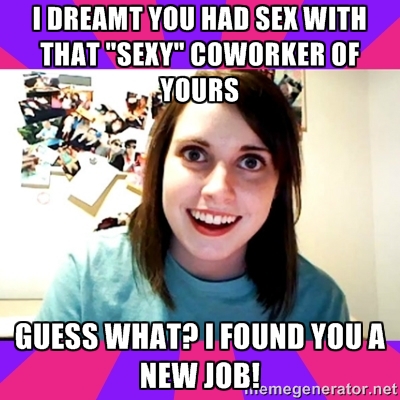 I DREAMT YOU HAD SEX WITH
THAT "SEXY" COWORKER OF
YOURS
GUESS WHAT? I FOUND YOU A
NEW JOB!
memegenerator.net